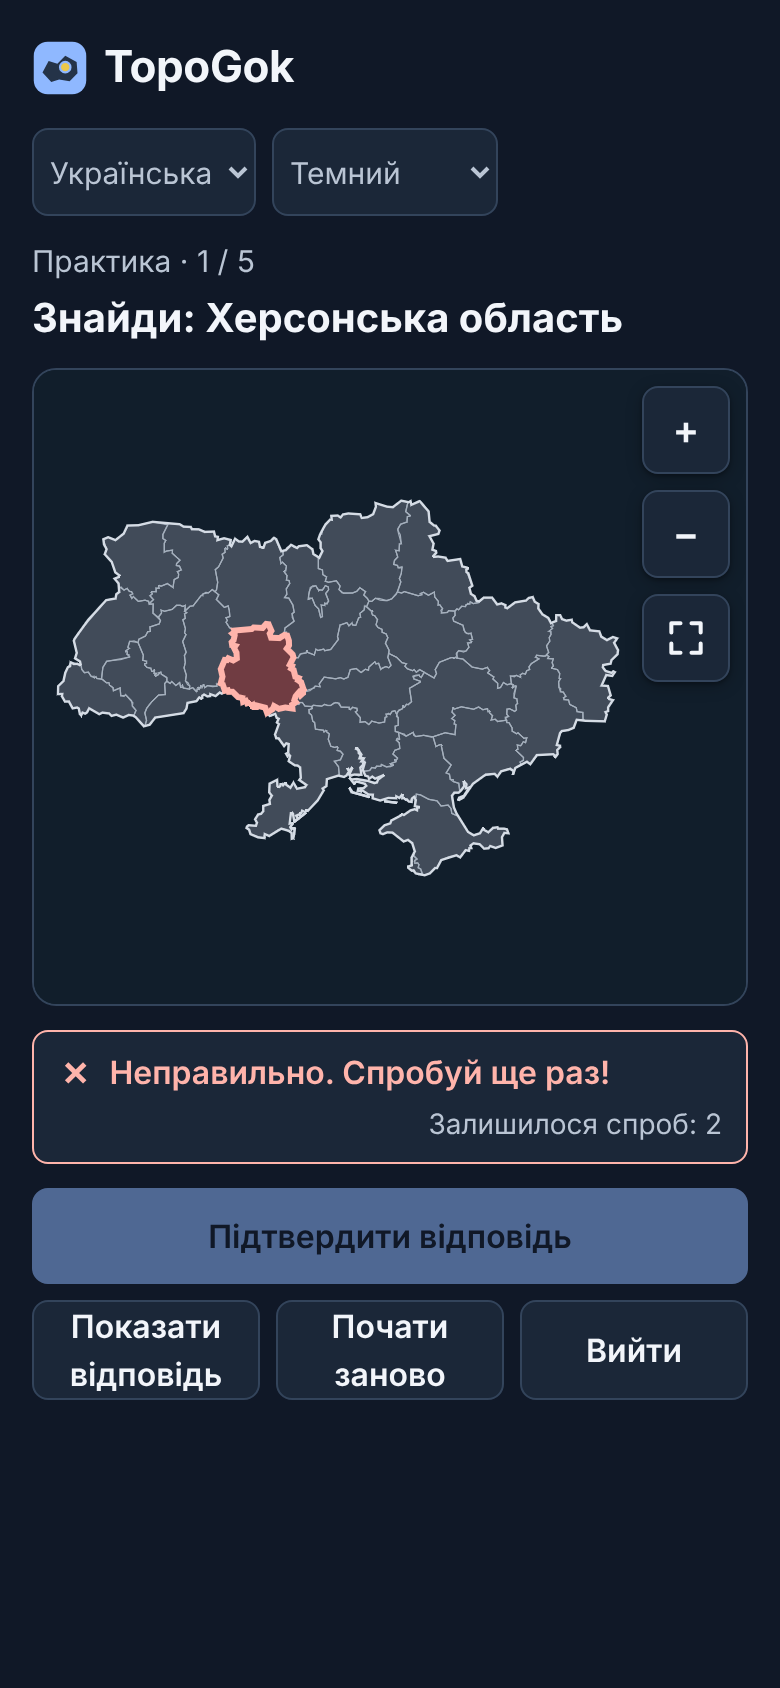 TopoGok
Українська
Темний
Практика · 1 / 5
Знайди: Херсонська область
+
−
✕ Неправильно. Спробуй ще раз!
Залишилося спроб: 2
Підтвердити відповідь
Показати
відповідь
Почати
заново
Вийти